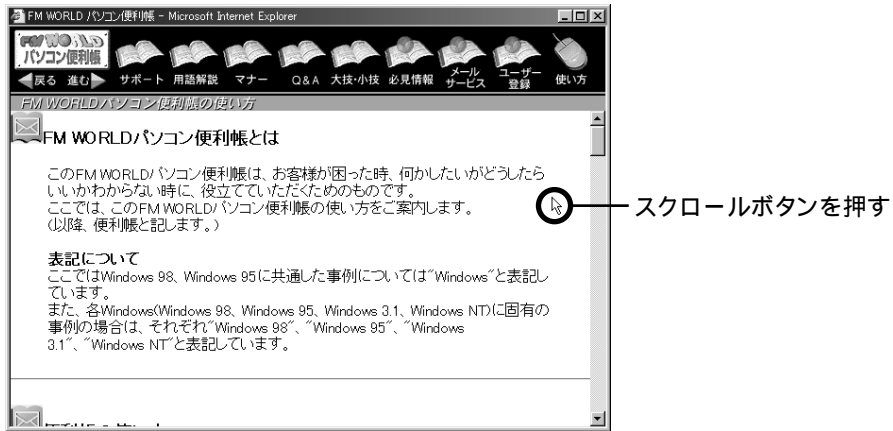 FM WORLD パソコン便利帳 - Microsoft Internet Explorer
FM WORLD
パソコン便利帳
戻る 進む サポート 用語解説 マナー Q&A 大技・小技 必見情報 メールサービス ユーザー登録 使い方
FM WORLDパソコン便利帳の使い方
FM WORLDパソコン便利帳とは
このFM WORLDパソコン便利帳は、お客様が困った時、何かしたいがどうしたら
いいかわからない時に、役立てていただくためのものです。
ここでは、このFM WORLDパソコン便利帳の使い方をご案内します。
(以降、便利帳と記します。)
スクロールボタンを押す
表記について
ここではWindows 98、Windows 95に共通した事例については"Windows"と表記し
ています。
また、各Windows(Windows 98、Windows 95、Windows 3.1、Windows NT)に固有の
事例の場合は、それぞれ"Windows 98"、"Windows 95"、"Windows
3.1"、"Windows NT"と表記しています。